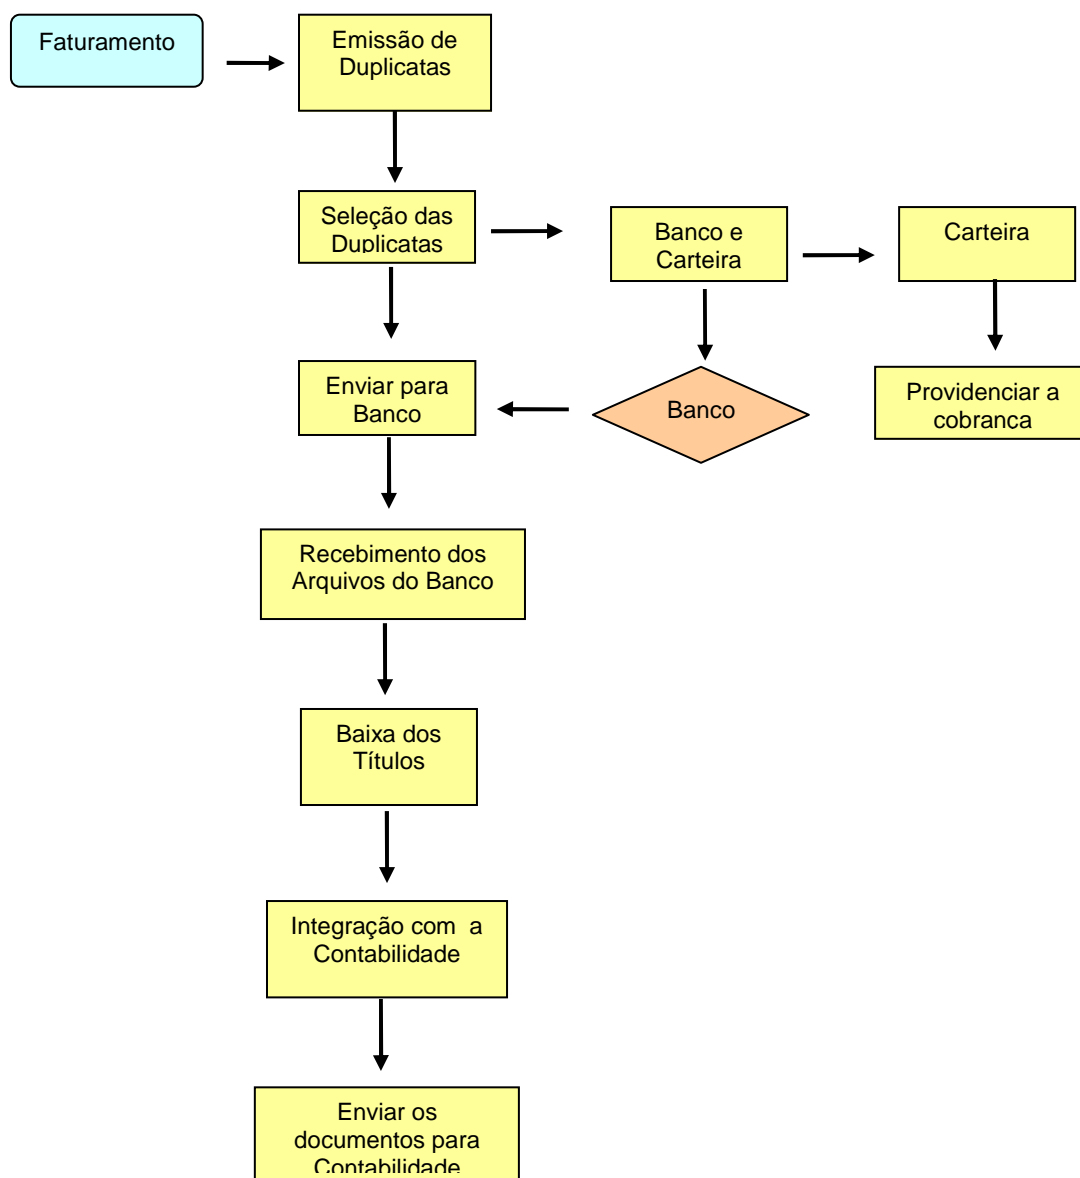 Faturamento
Emissão de
Duplicatas
Seleção das
Duplicatas
Banco e
Carteira
Carteira
Enviar para
Banco
Banco
Providenciar a
cobranca
Recebimento dos
Arquivos do Banco
Baixa dos
Títulos
Integração com  a
Contabilidade
Enviar os
documentos para
Contabilidade